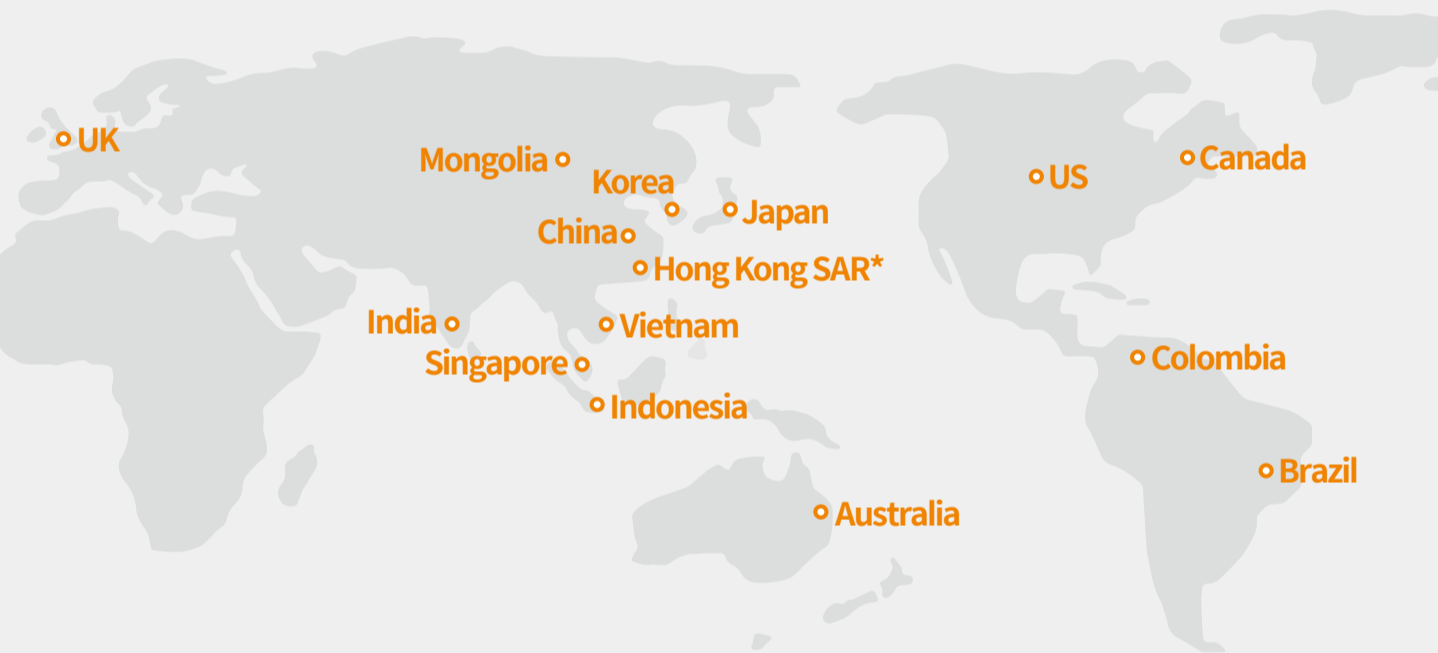 UK
Mongolia
Korea
Japan
China
Hong Kong SAR*
India
Vietnam
Singapore
Indonesia
Australia
US
Canada
Colombia
Brazil